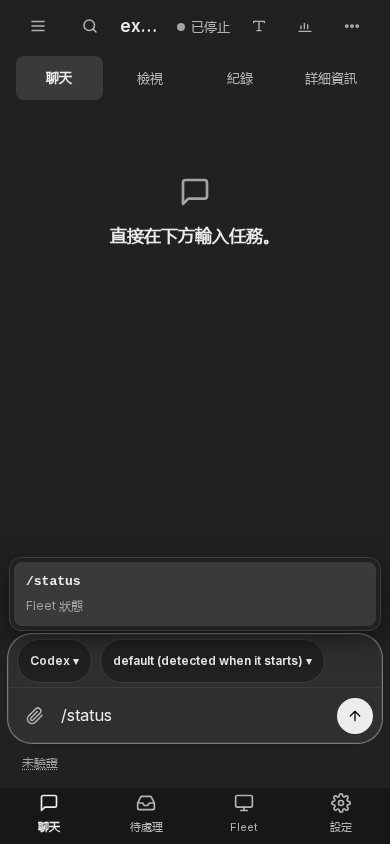 ex...
已停止
聊天
檢視
紀錄
詳細資訊
直接在下方輸入任務。
/status
Fleet 狀態
Codex ▾
default (detected when it starts) ▾
/status
未驗證
聊天
待處理
Fleet
設定